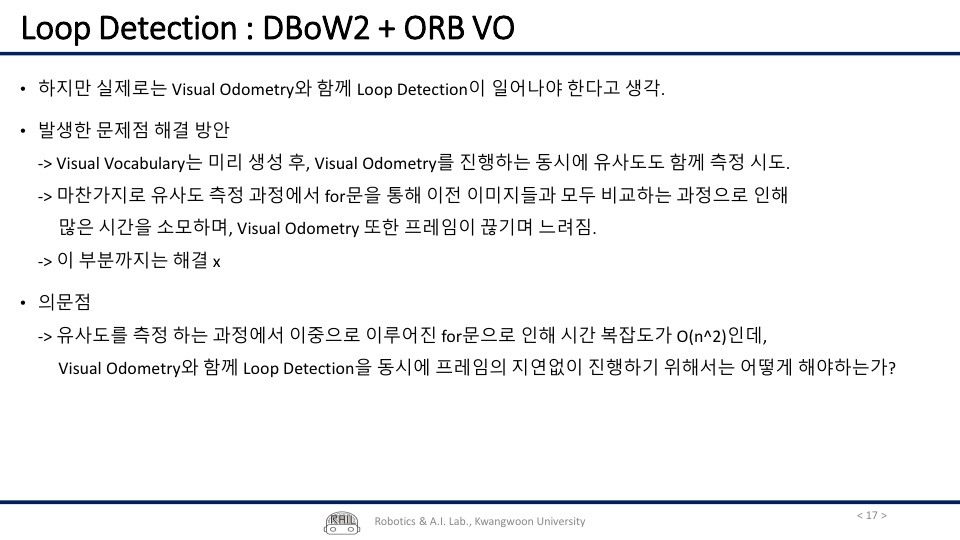 Loop Detection : DBoW2 + ORB VO
• 하지만 실제로는 Visual Odometry와 함께 Loop Detection이 일어나야 한다고 생각.
• 발생한 문제점 해결 방안
-> Visual Vocabulary는 미리 생성 후, Visual Odometry를 진행하는 동시에 유사도도 함께 측정 시도.
-> 마찬가지로 유사도 측정 과정에서 for문을 통해 이전 이미지들과 모두 비교하는 과정으로 인해
많은 시간을 소모하며, Visual Odometry 또한 프레임이 끊기며 느려짐.
-> 이 부분까지는 해결 x
• 의문점
-> 유사도를 측정 하는 과정에서 이중으로 이루어진 for문으로 인해 시간 복잡도가 O(n^2)인데,
Visual Odometry와 함께 Loop Detection을 동시에 프레임의 지연없이 진행하기 위해서는 어떻게 해야하는가?
RAIL
Robotics & A.I. Lab., Kwangwoon University
< 17 >